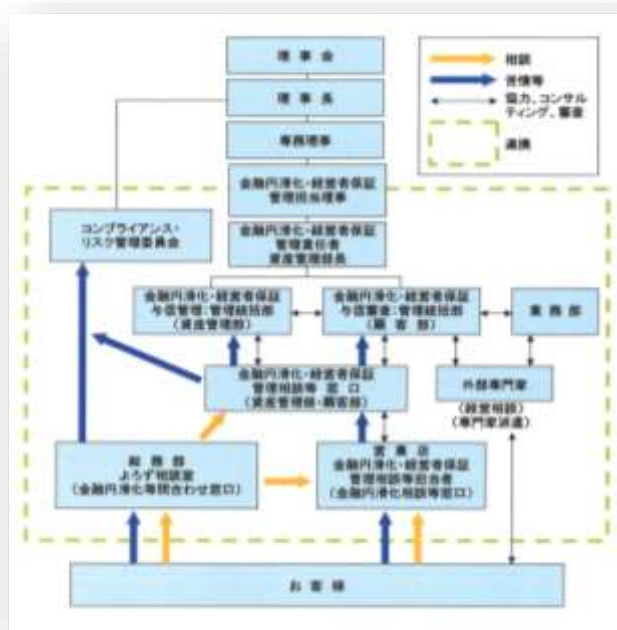 理事会
理事長
専務理事
金融円滑化・経営者保証
管理担当理事
金融円滑化・経営者保証
管理責任者
資産管理部長
コンプライアンス・
リスク管理委員会
金融円滑化・経営者保証
与信管理:管理統括部
(資産管理部)
金融円滑化・経営者保証
与信審査:管理統括部
(顧客部)
業務部
金融円滑化・経営者保証
管理相談等 窓口
(資産管理部・顧客部)
外部専門家
(経営相談)
(専門家派遣)
総務部
よろず相談室
(金融円滑化等問合わせ窓口)
営業店
金融円滑化・経営者保証
管理相談等担当者
(金融円滑化相談等窓口)
お客様
相談
苦情等
協力、コンサル
ティング、審査
連携